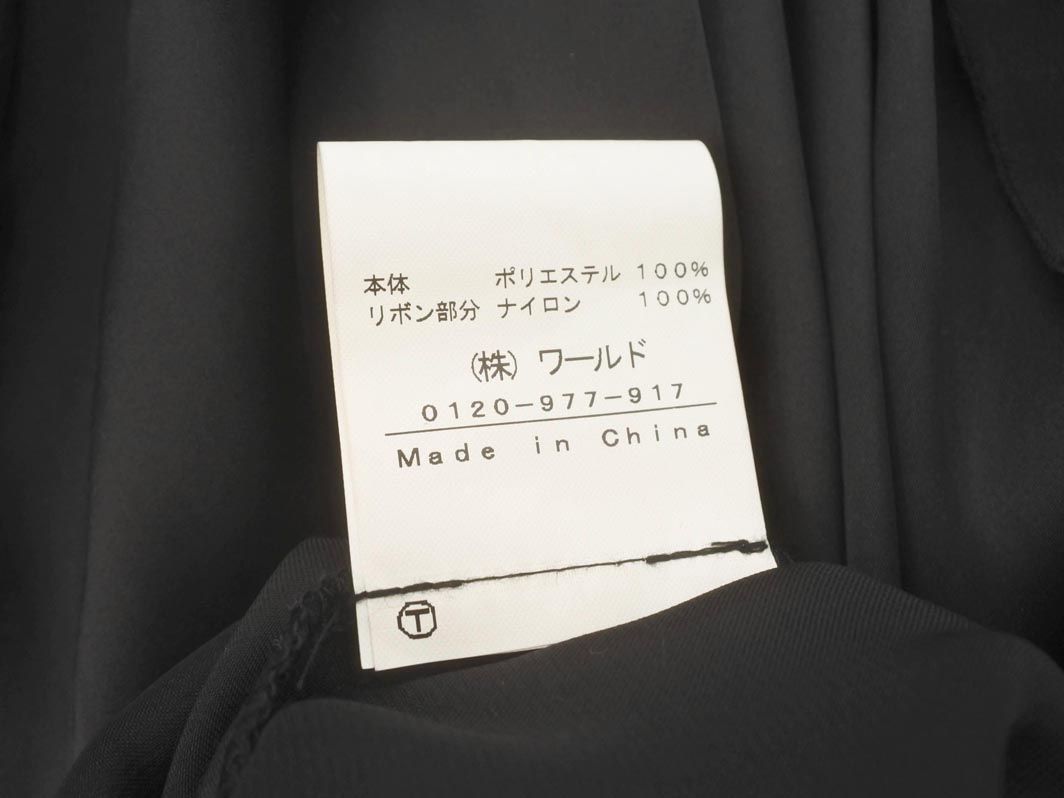 本体 ポリエステル 100%
リボン部分 ナイロン 100%
(株) ワールド
0120-977-917
Made in China
Ⓣ